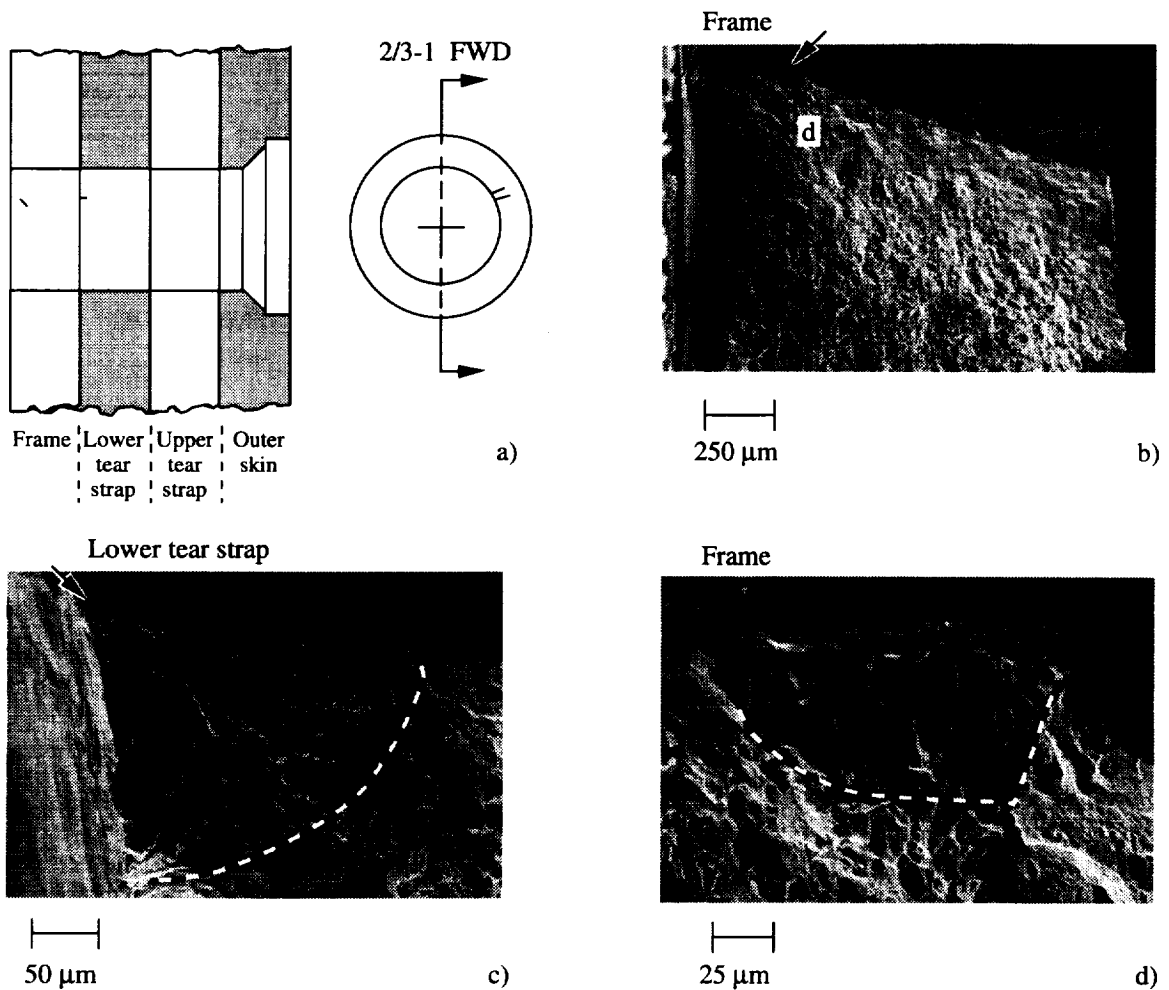 2/3-1 FWD
Frame
Lower
tear
strap
Upper
tear
strap
Outer
skin
a)
Frame
d
250 μm
b)
Lower tear strap
50 μm
c)
Frame
25 μm
d)